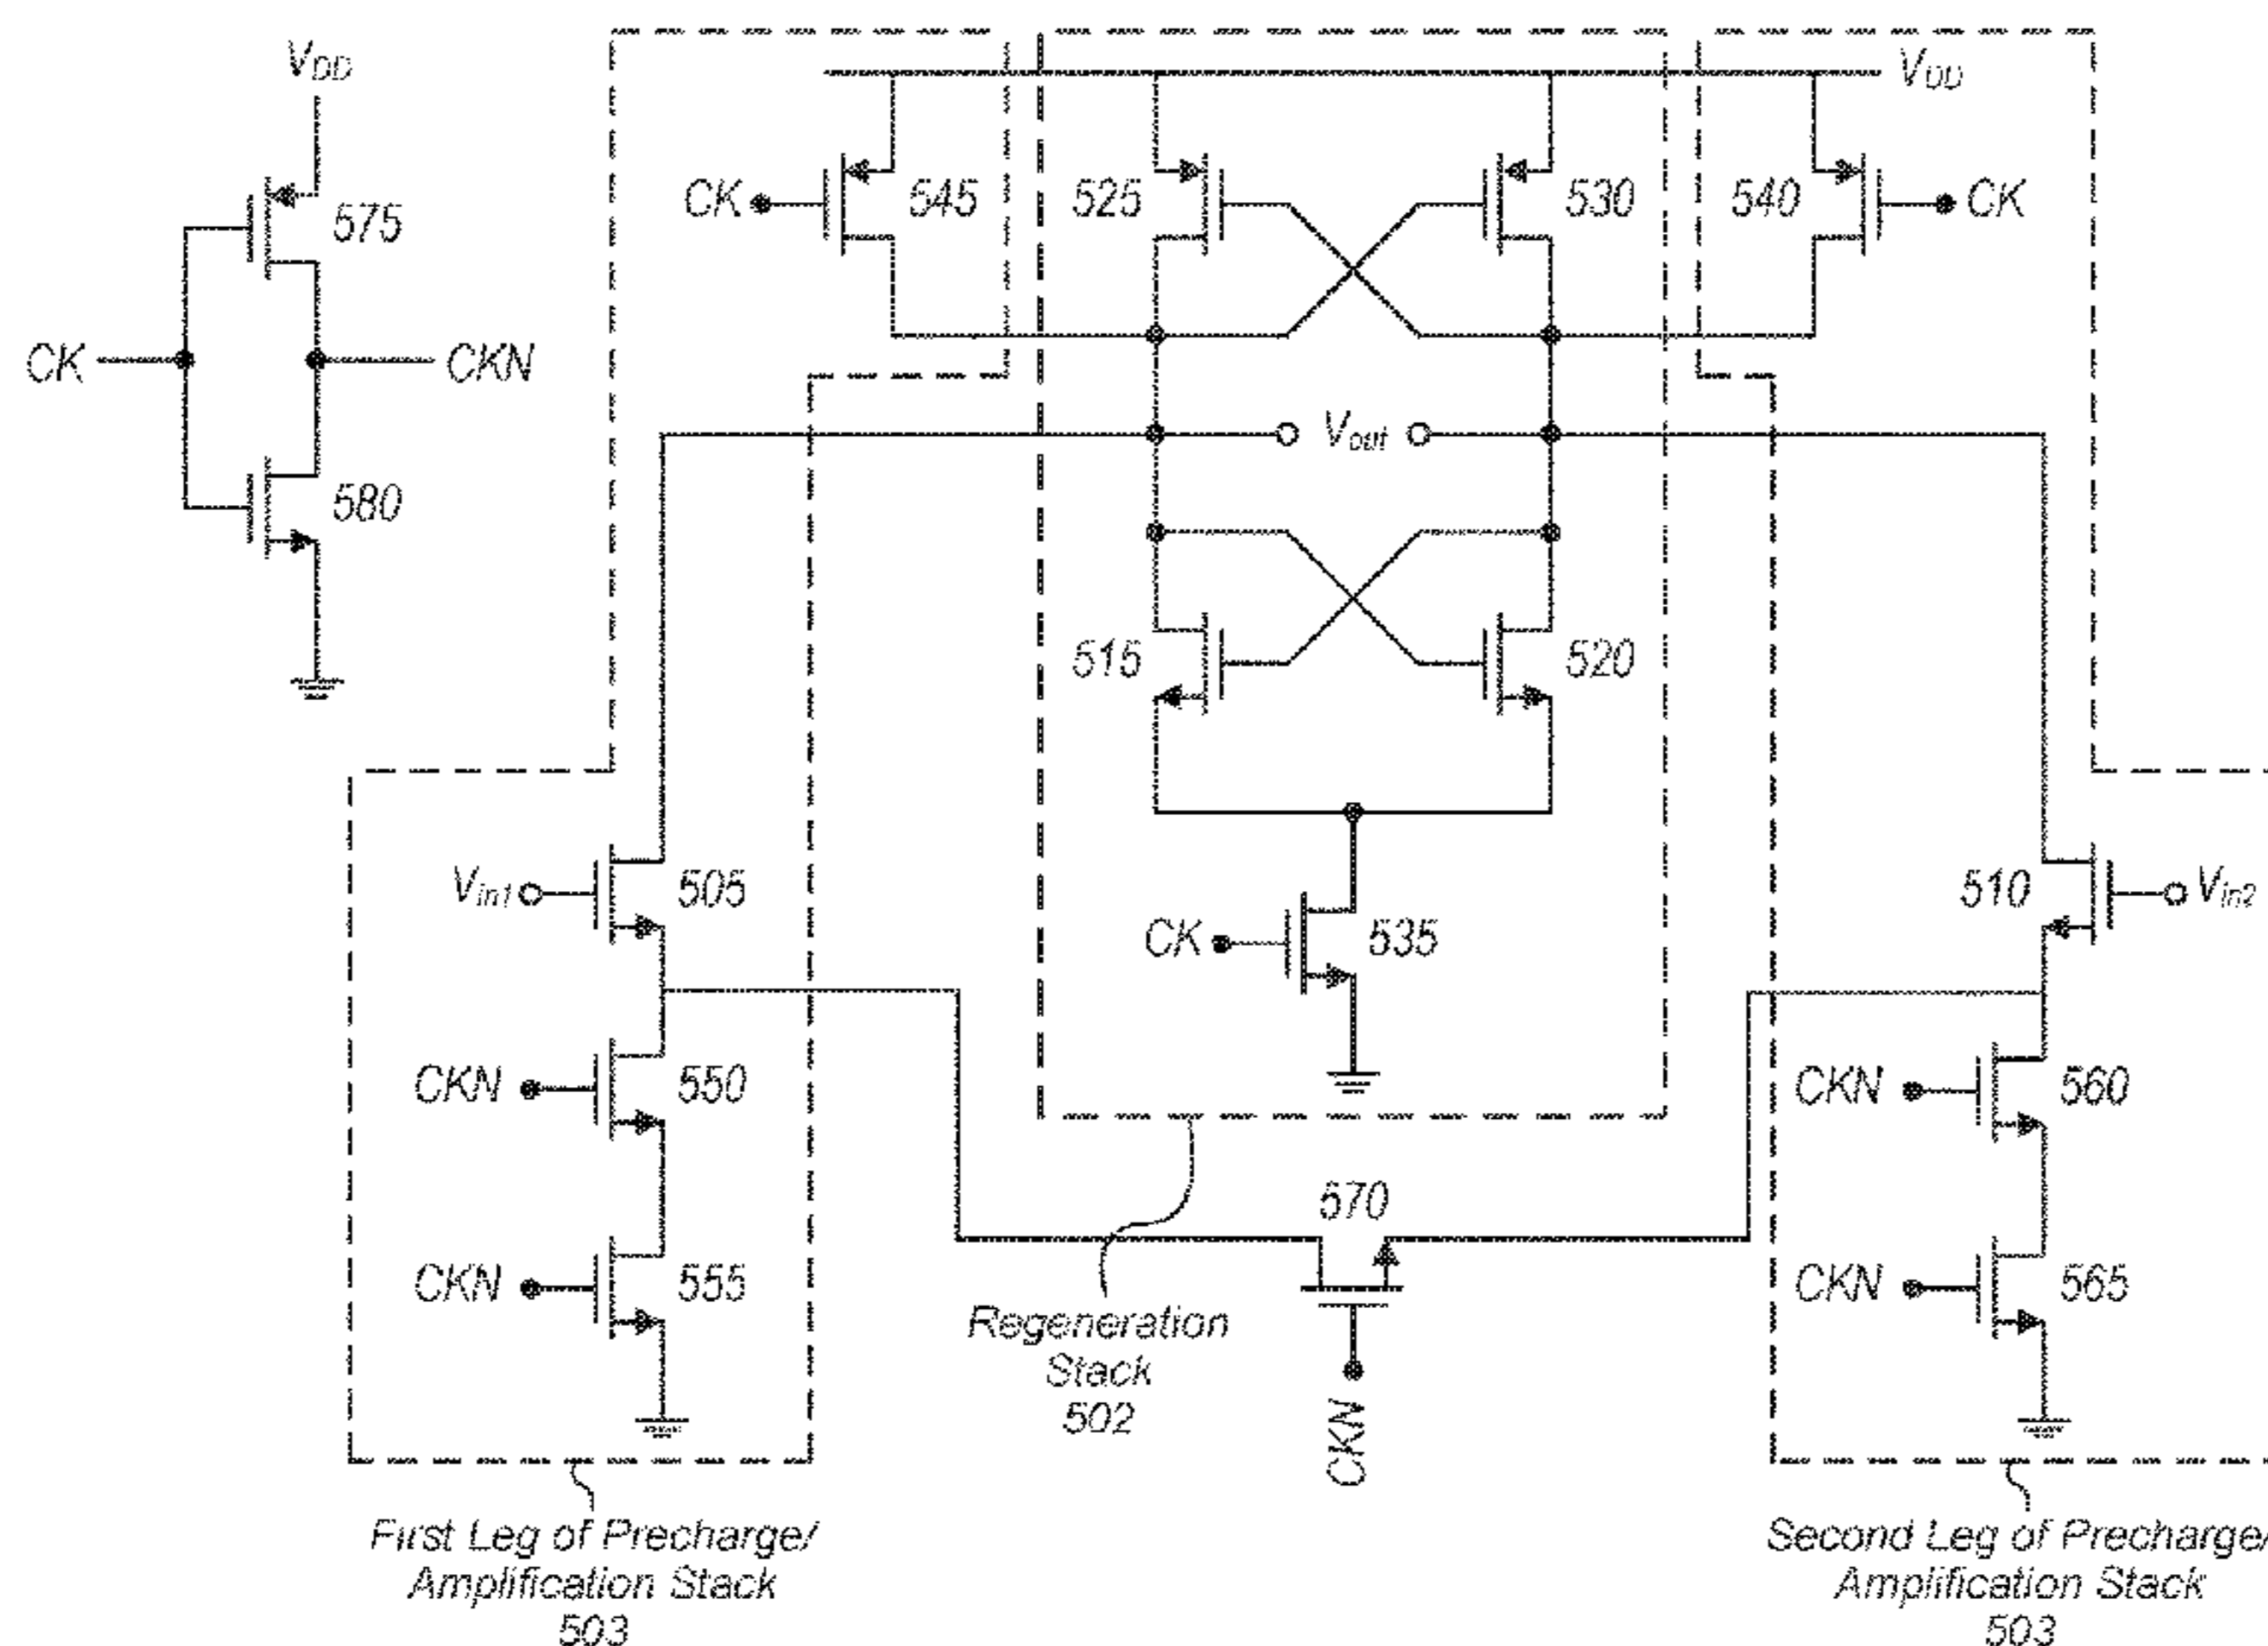 VDD
VDD
CK
545
525
530
540
CK
575
CK
CKN
Vout
580
515
520
Vin1
505
510
Vin2
CK
535
CKN
550
CKN
560
570
CKN
555
CKN
565
Regeneration
Stack
502
CKN
First Leg of Precharge/
Amplification Stack
503
Second Leg of Precharge/
Amplification Stack
503